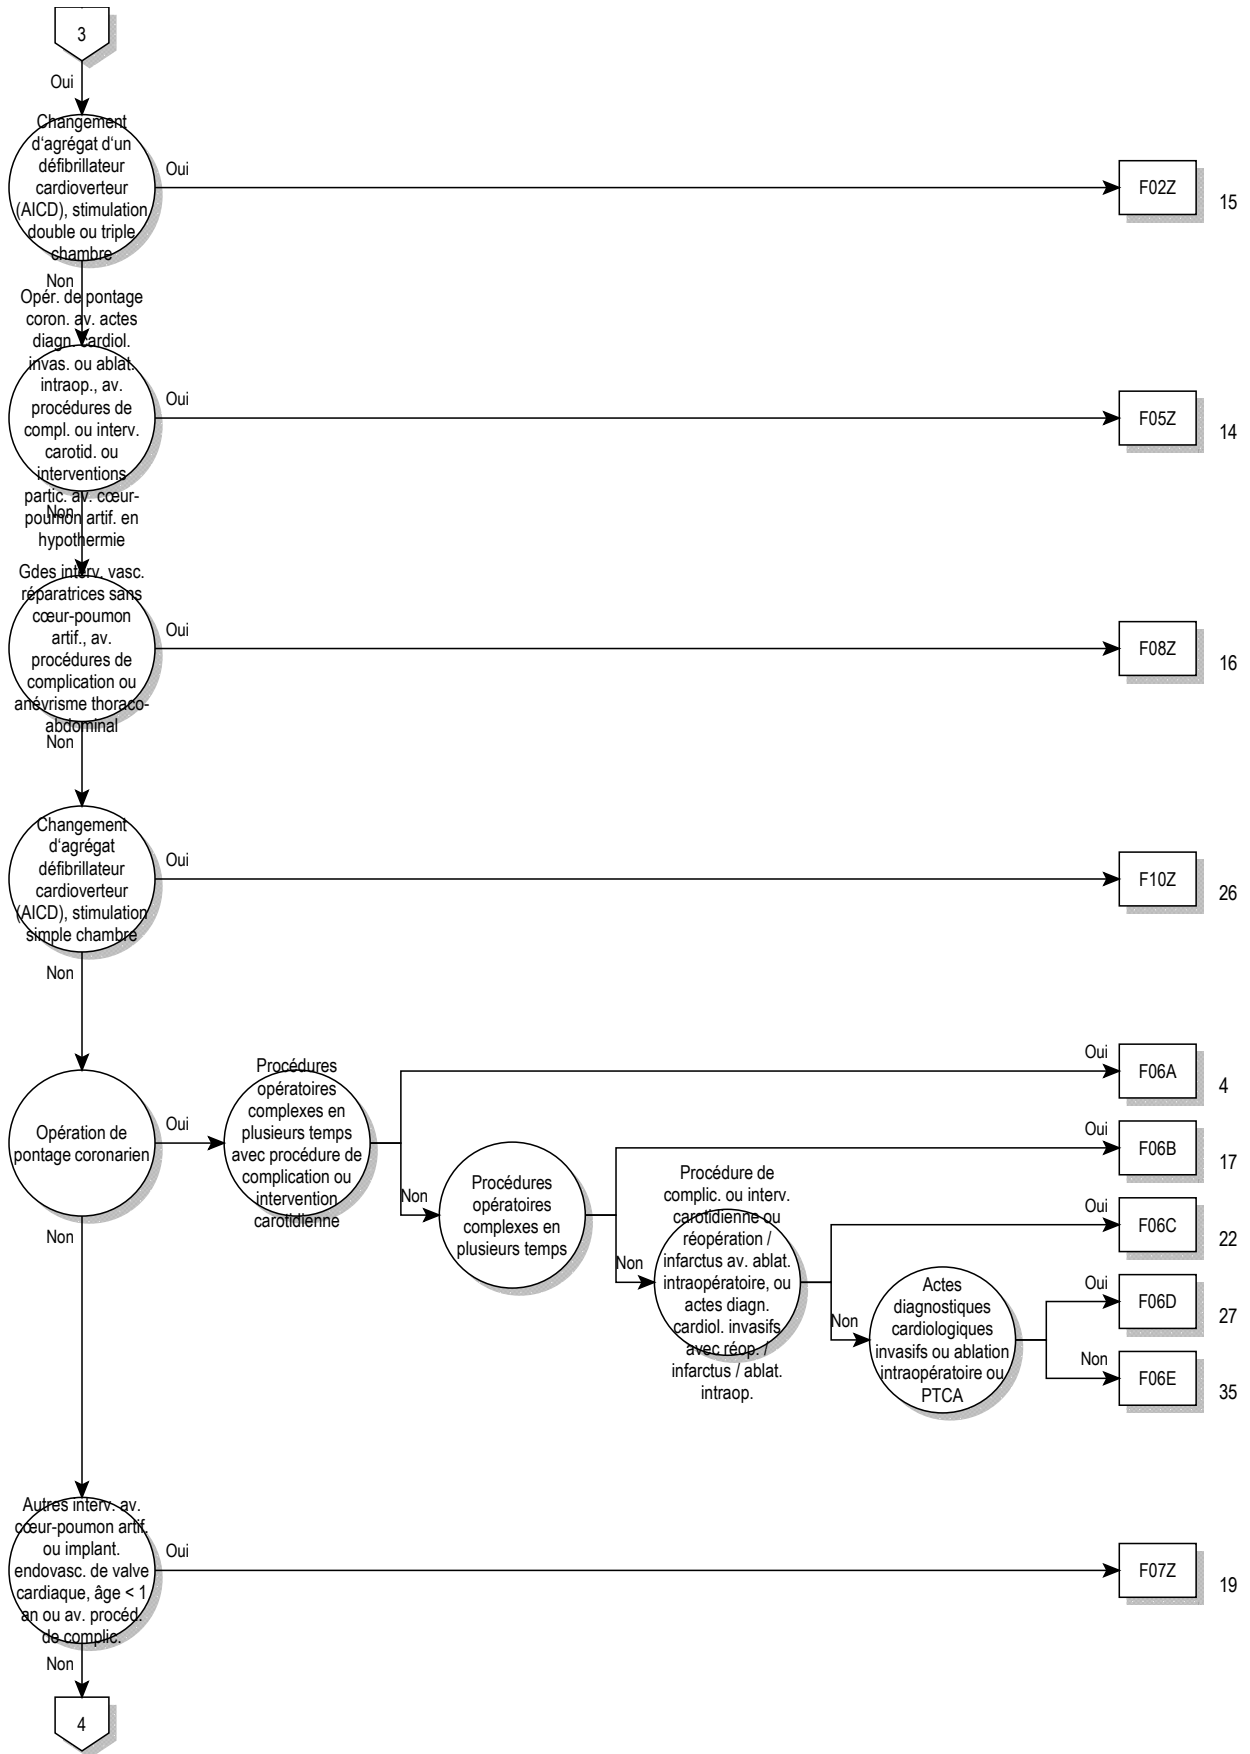 3
Oui
Changement
d'agrégat d'un
défibrillateur
cardioverteur
(AICD), stimulation
double ou triple
chambre
Oui
F02Z
15
Non
Opér. de pontage
coron. av. actes
diagn. cardiol.
invas. ou ablat.
intraop., av.
procédures de
compl. ou interv.
carotid. ou
interventions
partic. av. cœur-
poumon artif. en
hypothermie
Oui
F05Z
14
Non
Gdes interv. vasc.
réparatrices sans
cœur-poumon
artif., av.
procédures de
complication ou
anévrisme thoraco-
abdominal
Oui
F08Z
16
Non
Changement
d'agrégat
défibrillateur
cardioverteur
(AICD), stimulation
simple chambre
Oui
F10Z
26
Non
Opération de
pontage coronarien
Oui
Procédures
opératoires
complexes en
plusieurs temps
avec procédure de
complication ou
intervention
carotidienne
Oui
F06A
4
Non
Procédures
opératoires
complexes en
plusieurs temps
Oui
F06B
17
Non
Procédure de
complic. ou interv.
carotidienne ou
réopération /
infarctus av. ablat.
intraopératoire, ou
actes diagn.
cardiol. invasifs
avec réop. /
infarctus / ablat.
intraop.
Oui
F06C
22
Non
Actes
diagnostiques
cardiologiques
invasifs ou ablation
intraopératoire ou
PTCA
Oui
F06D
27
Non
F06E
35
Non
Autres interv. av.
cœur-poumon artif.
ou implant.
endovasc. de valve
cardiaque, âge < 1
an ou av. procéd.
de complic.
Oui
F07Z
19
Non
4